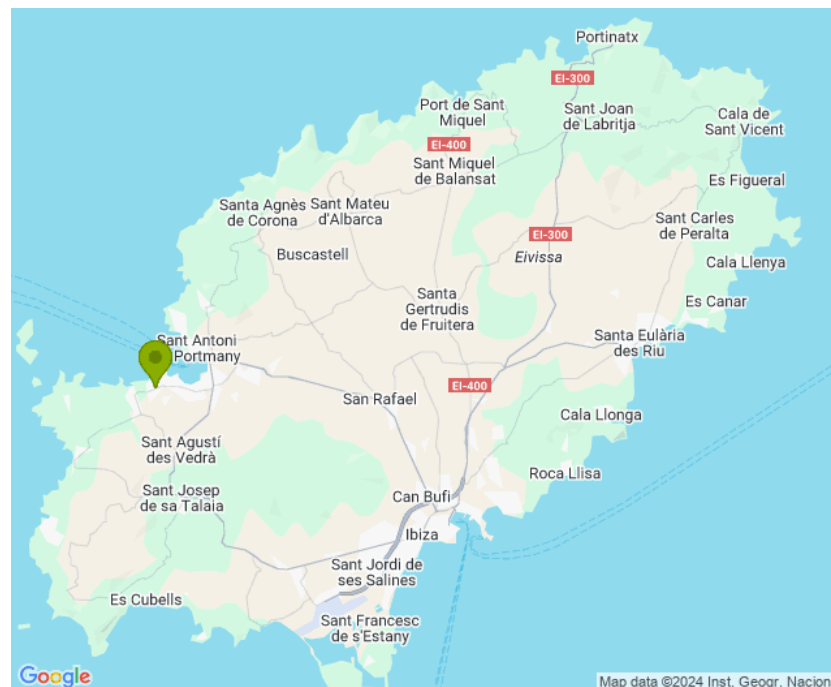 Portinatx
EI-300
Port de Sant
Miquel
Sant Joan
de Labritja
Cala de
Sant Vicent
EI-400
Sant Miquel
de Balansat
Es Figueral
Santa Agnès
de Corona
Sant Mateu
d'Albarca
Sant Carles
de Peralta
EI-300
Buscastell
Eivissa
Cala Llenya
Santa
Gertrudis
de Fruitera
Es Canar
Sant Antoni
Portmany
Santa Eulària
des Riu
EI-400
San Rafael
Cala Llonga
Sant Agustí
des Vedrà
Roca Llisa
Sant Josep
de sa Talaia
Can Bufi
Ibiza
Sant Jordi de
ses Salines
Es Cubells
Sant Francesc
de s'Estany
Google
Map data ©2024 Inst. Geogr. Nacion